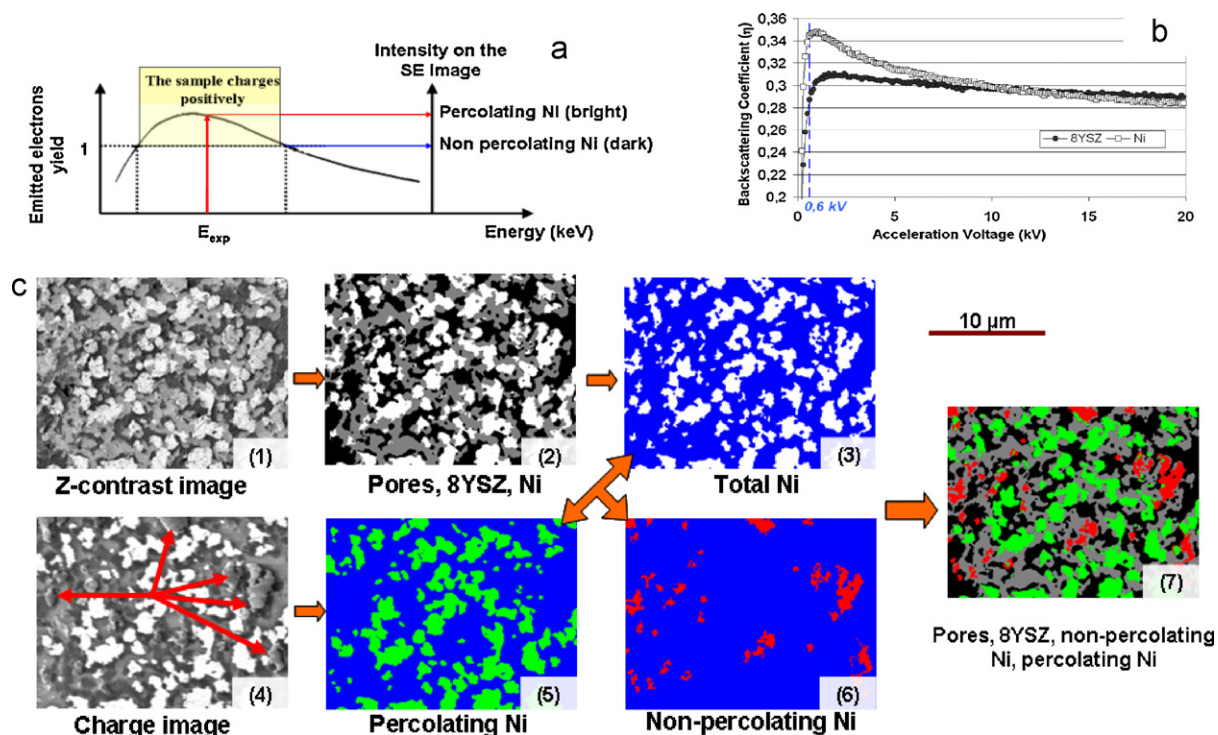 a
Intensity on the
SE Image
The sample charges
positively
Percolating Ni (bright)
Non percolating Ni (dark)
Emitted electrons
yield
1
E exp
Energy (keV)
b
Backscattering Coefficient (η)
0,36
0,34
0,32
0,3
0,28
0,26
0,24
0,22
0,2
8YSZ
Ni
0,6 kV
0
5
10
15
20
Acceleration Voltage (kV)
c
(1)
Z-contrast image
(2)
Pores, 8YSZ, Ni
(3)
Total Ni
10 µm
(4)
Charge image
(5)
Percolating Ni
(6)
Non-percolating Ni
(7)
Pores, 8YSZ, non-percolating
Ni, percolating Ni